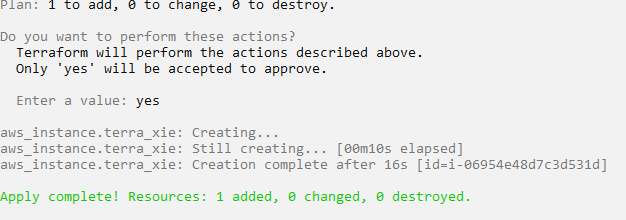 Plan: 1 to add, 0 to change, 0 to destroy.
Do you want to perform these actions?
Terraform will perform the actions described above.
Only 'yes' will be accepted to approve.
Enter a value: yes
aws_instance.terra_xie: Creating...
aws_instance.terra_xie: Still creating... [00m10s elapsed]
aws_instance.terra_xie: Creation complete after 16s [id=i-06954e48d7c3d531d]
Apply complete! Resources: 1 added, 0 changed, 0 destroyed.